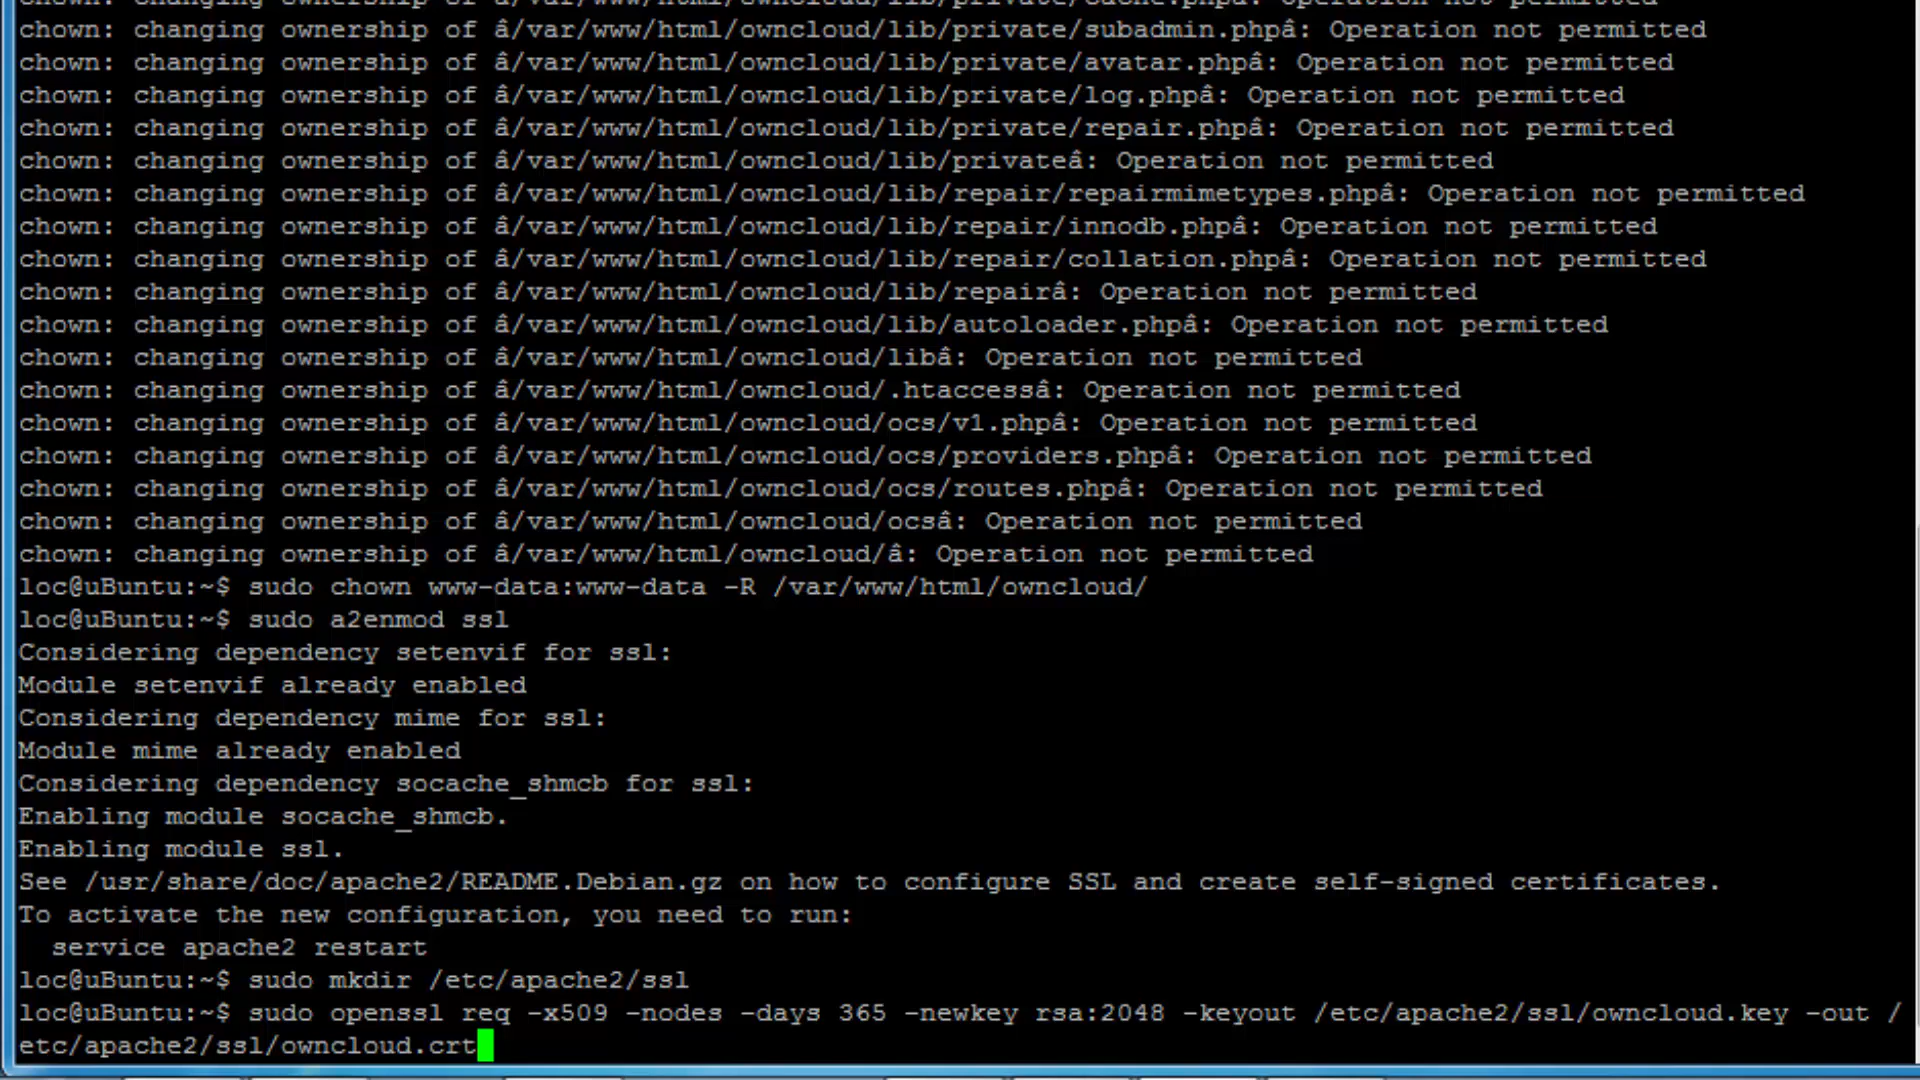 chown: changing ownership of â/var/www/html/owncloud/lib/private/cache.phpâ: Operation not permitted
chown: changing ownership of â/var/www/html/owncloud/lib/private/subadmin.phpâ: Operation not permitted
chown: changing ownership of â/var/www/html/owncloud/lib/private/avatar.phpâ: Operation not permitted
chown: changing ownership of â/var/www/html/owncloud/lib/private/log.phpâ: Operation not permitted
chown: changing ownership of â/var/www/html/owncloud/lib/private/repair.phpâ: Operation not permitted
chown: changing ownership of â/var/www/html/owncloud/lib/privateâ: Operation not permitted
chown: changing ownership of â/var/www/html/owncloud/lib/repair/repairmimetypes.phpâ: Operation not permitted
chown: changing ownership of â/var/www/html/owncloud/lib/repair/innodb.phpâ: Operation not permitted
chown: changing ownership of â/var/www/html/owncloud/lib/repair/collation.phpâ: Operation not permitted
chown: changing ownership of â/var/www/html/owncloud/lib/repairâ: Operation not permitted
chown: changing ownership of â/var/www/html/owncloud/lib/autoloader.phpâ: Operation not permitted
chown: changing ownership of â/var/www/html/owncloud/libâ: Operation not permitted
chown: changing ownership of â/var/www/html/owncloud/.htaccessâ: Operation not permitted
chown: changing ownership of â/var/www/html/owncloud/ocs/v1.phpâ: Operation not permitted
chown: changing ownership of â/var/www/html/owncloud/ocs/providers.phpâ: Operation not permitted
chown: changing ownership of â/var/www/html/owncloud/ocs/routes.phpâ: Operation not permitted
chown: changing ownership of â/var/www/html/owncloud/ocsâ: Operation not permitted
chown: changing ownership of â/var/www/html/owncloud/â: Operation not permitted
loc@uBuntu:~$ sudo chown www-data:www-data -R /var/www/html/owncloud/
loc@uBuntu:~$ sudo a2enmod ssl
Considering dependency setenvif for ssl:
Module setenvif already enabled
Considering dependency mime for ssl:
Module mime already enabled
Considering dependency socache_shmcb for ssl:
Enabling module socache_shmcb.
Enabling module ssl.
See /usr/share/doc/apache2/README.Debian.gz on how to configure SSL and create self-signed certificates.
To activate the new configuration, you need to run:
  service apache2 restart
loc@uBuntu:~$ sudo mkdir /etc/apache2/ssl
loc@uBuntu:~$ sudo openssl req -x509 -nodes -days 365 -newkey rsa:2048 -keyout /etc/apache2/ssl/owncloud.key -out /
etc/apache2/ssl/owncloud.crt